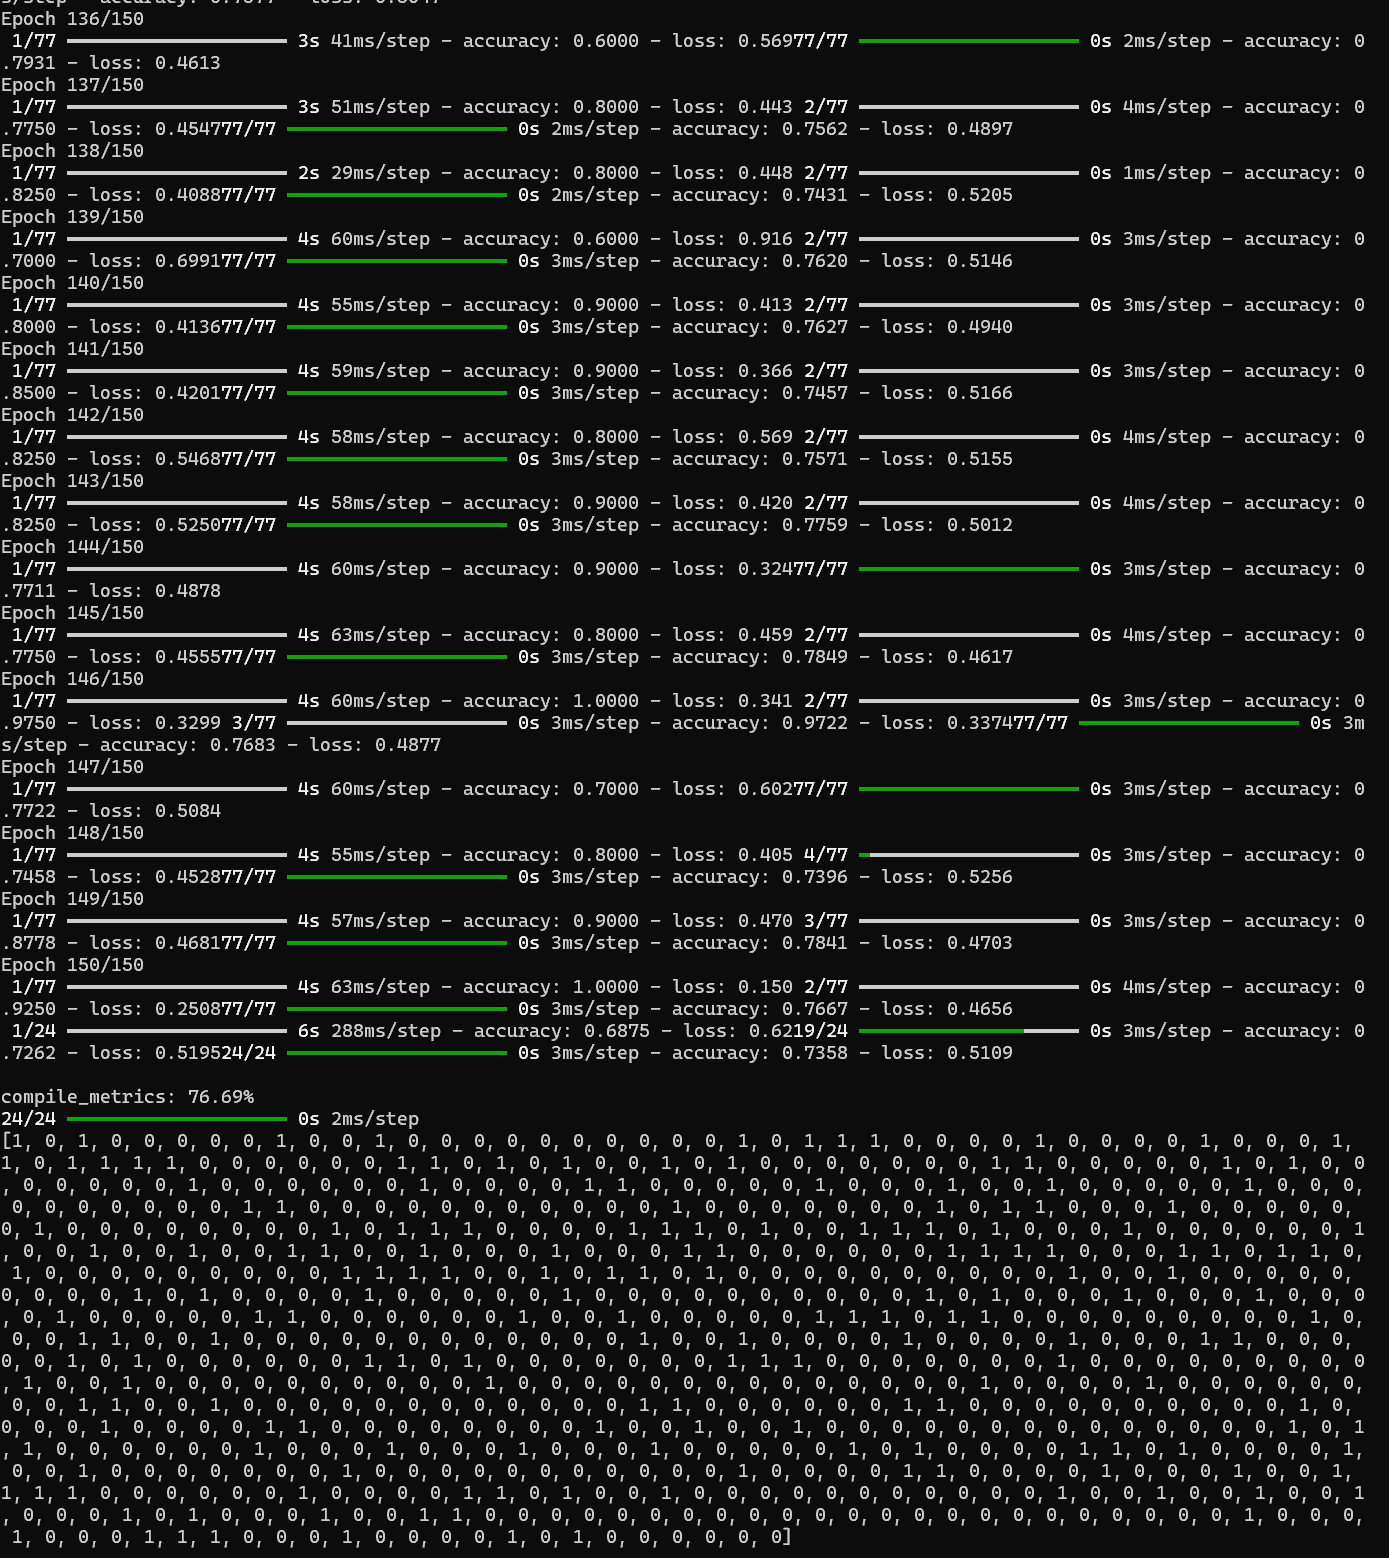 Epoch 136/150
1/77 3s 41ms/step - accuracy: 0.6000 - loss: 0.56977/77 0s 2ms/step - accuracy: 0
.7931 - loss: 0.4613
Epoch 137/150
1/77 3s 51ms/step - accuracy: 0.8000 - loss: 0.443 2/77 0s 4ms/step - accuracy: 0
.7750 - loss: 0.454777/77 0s 2ms/step - accuracy: 0.7562 - loss: 0.4897
Epoch 138/150
1/77 2s 29ms/step - accuracy: 0.8000 - loss: 0.448 2/77 0s 1ms/step - accuracy: 0
.8250 - loss: 0.408877/77 0s 2ms/step - accuracy: 0.7431 - loss: 0.5205
Epoch 139/150
1/77 4s 60ms/step - accuracy: 0.6000 - loss: 0.916 2/77 0s 3ms/step - accuracy: 0
.7000 - loss: 0.699177/77 0s 3ms/step - accuracy: 0.7620 - loss: 0.5146
Epoch 140/150
1/77 4s 55ms/step - accuracy: 0.9000 - loss: 0.413 2/77 0s 3ms/step - accuracy: 0
.8000 - loss: 0.413677/77 0s 3ms/step - accuracy: 0.7627 - loss: 0.4940
Epoch 141/150
1/77 4s 59ms/step - accuracy: 0.9000 - loss: 0.366 2/77 0s 3ms/step - accuracy: 0
.8500 - loss: 0.420177/77 0s 3ms/step - accuracy: 0.7457 - loss: 0.5166
Epoch 142/150
1/77 4s 58ms/step - accuracy: 0.8000 - loss: 0.569 2/77 0s 4ms/step - accuracy: 0
.8250 - loss: 0.546877/77 0s 3ms/step - accuracy: 0.7571 - loss: 0.5155
Epoch 143/150
1/77 4s 58ms/step - accuracy: 0.9000 - loss: 0.420 2/77 0s 4ms/step - accuracy: 0
.8250 - loss: 0.525077/77 0s 3ms/step - accuracy: 0.7759 - loss: 0.5012
Epoch 144/150
1/77 4s 60ms/step - accuracy: 0.9000 - loss: 0.32477/77 0s 3ms/step - accuracy: 0
.7711 - loss: 0.4878
Epoch 145/150
1/77 4s 63ms/step - accuracy: 0.8000 - loss: 0.459 2/77 0s 4ms/step - accuracy: 0
.7750 - loss: 0.455577/77 0s 3ms/step - accuracy: 0.7849 - loss: 0.4617
Epoch 146/150
1/77 4s 60ms/step - accuracy: 1.0000 - loss: 0.341 2/77 0s 3ms/step - accuracy: 0
.9750 - loss: 0.3299 3/77 0s 3ms/step - accuracy: 0.9722 - loss: 0.337477/77 0s 3m
s/step - accuracy: 0.7683 - loss: 0.4877
Epoch 147/150
1/77 4s 60ms/step - accuracy: 0.7000 - loss: 0.60277/77 0s 3ms/step - accuracy: 0
.7722 - loss: 0.5084
Epoch 148/150
1/77 4s 55ms/step - accuracy: 0.8000 - loss: 0.405 4/77 0s 3ms/step - accuracy: 0
.7458 - loss: 0.452877/77 0s 3ms/step - accuracy: 0.7396 - loss: 0.5256
Epoch 149/150
1/77 4s 57ms/step - accuracy: 0.9000 - loss: 0.470 3/77 0s 3ms/step - accuracy: 0
.8778 - loss: 0.468177/77 0s 3ms/step - accuracy: 0.7841 - loss: 0.4703
Epoch 150/150
1/77 4s 63ms/step - accuracy: 1.0000 - loss: 0.150 2/77 0s 4ms/step - accuracy: 0
.9250 - loss: 0.250877/77 0s 3ms/step - accuracy: 0.7667 - loss: 0.4656
1/24 6s 288ms/step - accuracy: 0.6875 - loss: 0.6219/24 0s 3ms/step - accuracy: 0
.7262 - loss: 0.519524/24 0s 3ms/step - accuracy: 0.7358 - loss: 0.5109
compile_metrics: 76.69%
24/24 0s 2ms/step
[1, 0, 1, 0, 0, 0, 0, 0, 1, 0, 0, 1, 0, 0, 0, 0, 0, 0, 0, 0, 0, 0, 1, 0, 1, 1, 1, 0, 0, 0, 0, 1, 0, 0, 0, 0, 1, 0, 0, 0, 1,
1, 0, 1, 1, 1, 1, 0, 0, 0, 0, 0, 0, 1, 1, 0, 1, 0, 1, 0, 0, 1, 0, 1, 0, 0, 0, 0, 0, 0, 0, 1, 1, 0, 0, 0, 0, 0, 1, 0, 1, 0, 0
, 0, 0, 0, 0, 0, 1, 0, 0, 0, 0, 0, 0, 1, 0, 0, 0, 0, 1, 1, 0, 0, 0, 0, 0, 1, 0, 0, 0, 1, 0, 0, 1, 0, 0, 0, 0, 0, 1, 0, 0, 0,
0, 0, 0, 0, 0, 0, 0, 1, 1, 0, 0, 0, 0, 0, 0, 0, 0, 0, 0, 0, 1, 0, 0, 0, 0, 0, 0, 0, 1, 0, 1, 1, 0, 0, 0, 1, 0, 0, 0, 0, 0,
0, 1, 0, 0, 0, 0, 0, 0, 0, 0, 1, 0, 1, 1, 1, 0, 0, 0, 0, 1, 1, 1, 0, 1, 0, 0, 1, 1, 1, 0, 1, 0, 0, 0, 1, 0, 0, 0, 0, 0, 0, 1
, 0, 0, 1, 0, 0, 1, 0, 0, 1, 1, 0, 0, 1, 0, 0, 0, 1, 0, 0, 0, 1, 1, 0, 0, 0, 0, 0, 0, 1, 1, 1, 1, 0, 0, 0, 1, 1, 0, 1, 1, 0,
1, 0, 0, 0, 0, 0, 0, 0, 0, 0, 1, 1, 1, 1, 0, 0, 1, 0, 1, 1, 0, 1, 0, 0, 0, 0, 0, 0, 0, 0, 0, 0, 1, 0, 0, 1, 0, 0, 0, 0, 0,
0, 0, 0, 0, 1, 0, 1, 0, 0, 0, 0, 1, 0, 0, 0, 0, 0, 1, 0, 0, 0, 0, 0, 0, 0, 0, 0, 0, 1, 0, 1, 0, 0, 0, 1, 0, 0, 0, 1, 0, 0, 0
, 0, 1, 0, 0, 0, 0, 0, 1, 1, 0, 0, 0, 0, 0, 0, 1, 0, 0, 1, 0, 0, 0, 0, 0, 1, 1, 1, 0, 1, 1, 0, 0, 0, 0, 0, 0, 0, 0, 0, 1, 0,
0, 0, 1, 1, 0, 0, 1, 0, 0, 0, 0, 0, 0, 0, 0, 0, 0, 0, 0, 1, 0, 0, 1, 0, 0, 0, 0, 1, 0, 0, 0, 0, 1, 0, 0, 0, 1, 1, 0, 0, 0,
0, 0, 1, 0, 1, 0, 0, 0, 0, 0, 0, 1, 1, 0, 1, 0, 0, 0, 0, 0, 0, 0, 1, 1, 1, 0, 0, 0, 0, 0, 0, 0, 1, 0, 0, 0, 0, 0, 0, 0, 0, 0
, 1, 0, 0, 1, 0, 0, 0, 0, 0, 0, 0, 0, 0, 0, 1, 0, 0, 0, 0, 0, 0, 0, 0, 0, 0, 0, 0, 0, 0, 1, 0, 0, 0, 0, 1, 0, 0, 0, 0, 0, 0,
0, 0, 1, 1, 0, 0, 1, 0, 0, 0, 0, 0, 0, 0, 0, 0, 0, 0, 0, 1, 1, 0, 0, 0, 0, 0, 0, 1, 1, 0, 0, 0, 0, 0, 0, 0, 0, 0, 0, 1, 0,
0, 0, 0, 1, 0, 0, 0, 0, 1, 1, 0, 0, 0, 0, 0, 0, 0, 0, 1, 0, 0, 1, 0, 0, 1, 0, 0, 0, 0, 0, 0, 0, 0, 0, 0, 0, 0, 0, 0, 1, 0, 1
, 1, 0, 0, 0, 0, 0, 0, 1, 0, 0, 0, 1, 0, 0, 0, 1, 0, 0, 0, 1, 0, 0, 0, 0, 0, 1, 0, 1, 0, 0, 0, 0, 1, 1, 0, 1, 0, 0, 0, 0, 1,
0, 0, 1, 0, 0, 0, 0, 0, 0, 0, 1, 0, 0, 0, 0, 0, 0, 0, 0, 0, 0, 0, 1, 0, 0, 0, 0, 1, 1, 0, 0, 0, 0, 1, 0, 0, 0, 1, 0, 0, 1,
1, 1, 1, 0, 0, 0, 0, 0, 0, 1, 0, 0, 0, 0, 1, 1, 0, 1, 0, 0, 1, 0, 0, 0, 0, 0, 0, 0, 0, 0, 0, 0, 1, 0, 0, 1, 0, 0, 1, 0, 0, 1
, 0, 0, 0, 1, 0, 1, 0, 0, 0, 1, 0, 0, 1, 1, 0, 0, 0, 0, 0, 0, 0, 0, 0, 0, 0, 0, 0, 0, 0, 0, 0, 0, 0, 0, 0, 0, 0, 1, 0, 0, 0,
1, 0, 0, 0, 1, 1, 1, 0, 0, 0, 1, 0, 0, 0, 0, 1, 0, 1, 0, 0, 0, 0, 0, 0]